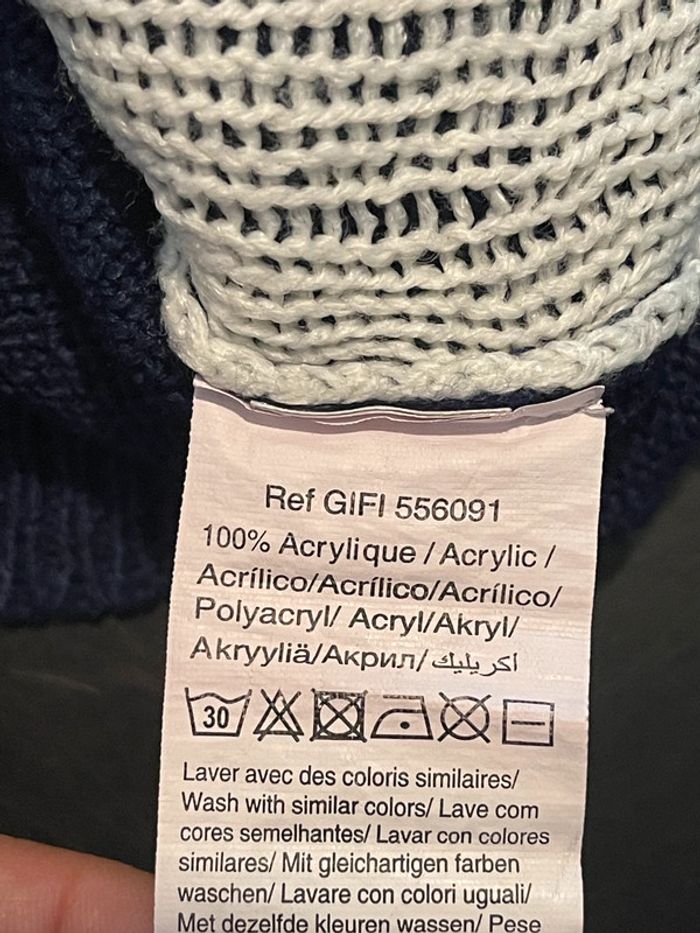 Ref GIFI 556091
100% Acrylique / Acrylic /
Acrílico/Acrílico/Acrílico/
Polyacryl/ Acryl/Akryl/
Akryyliä/Акрил/ اكريليك
30
Laver avec des coloris similaires/
Wash with similar colors/ Lave com
cores semelhantes/ Lavar con colores
similares/ Mit gleichartigen farben
waschen/ Lavare con colori uguali/
Met dezelfde kleuren wassen/ Pese